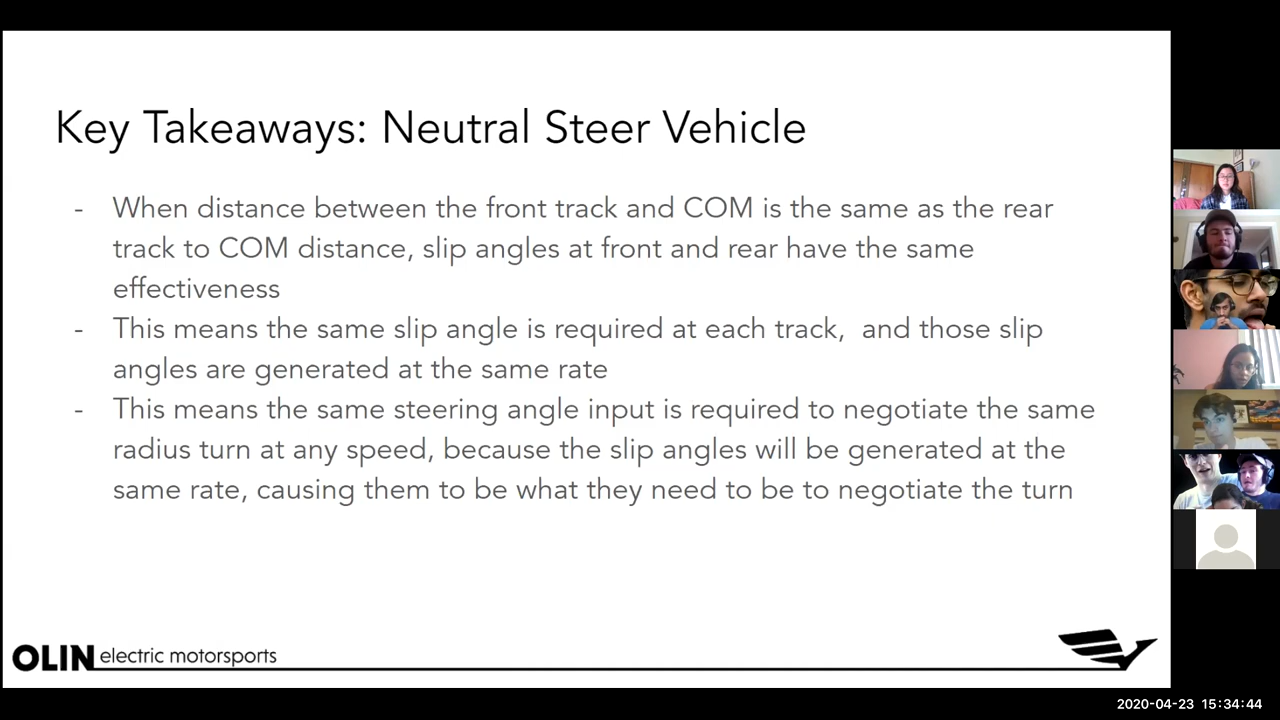 Key Takeaways: Neutral Steer Vehicle
- When distance between the front track and COM is the same as the rear
track to COM distance, slip angles at front and rear have the same
effectiveness
- This means the same slip angle is required at each track,  and those slip
angles are generated at the same rate
- This means the same steering angle input is required to negotiate the same
radius turn at any speed, because the slip angles will be generated at the
same rate, causing them to be what they need to be to negotiate the turn
OLIN electric motorsports
2020-04-23 15:34:44